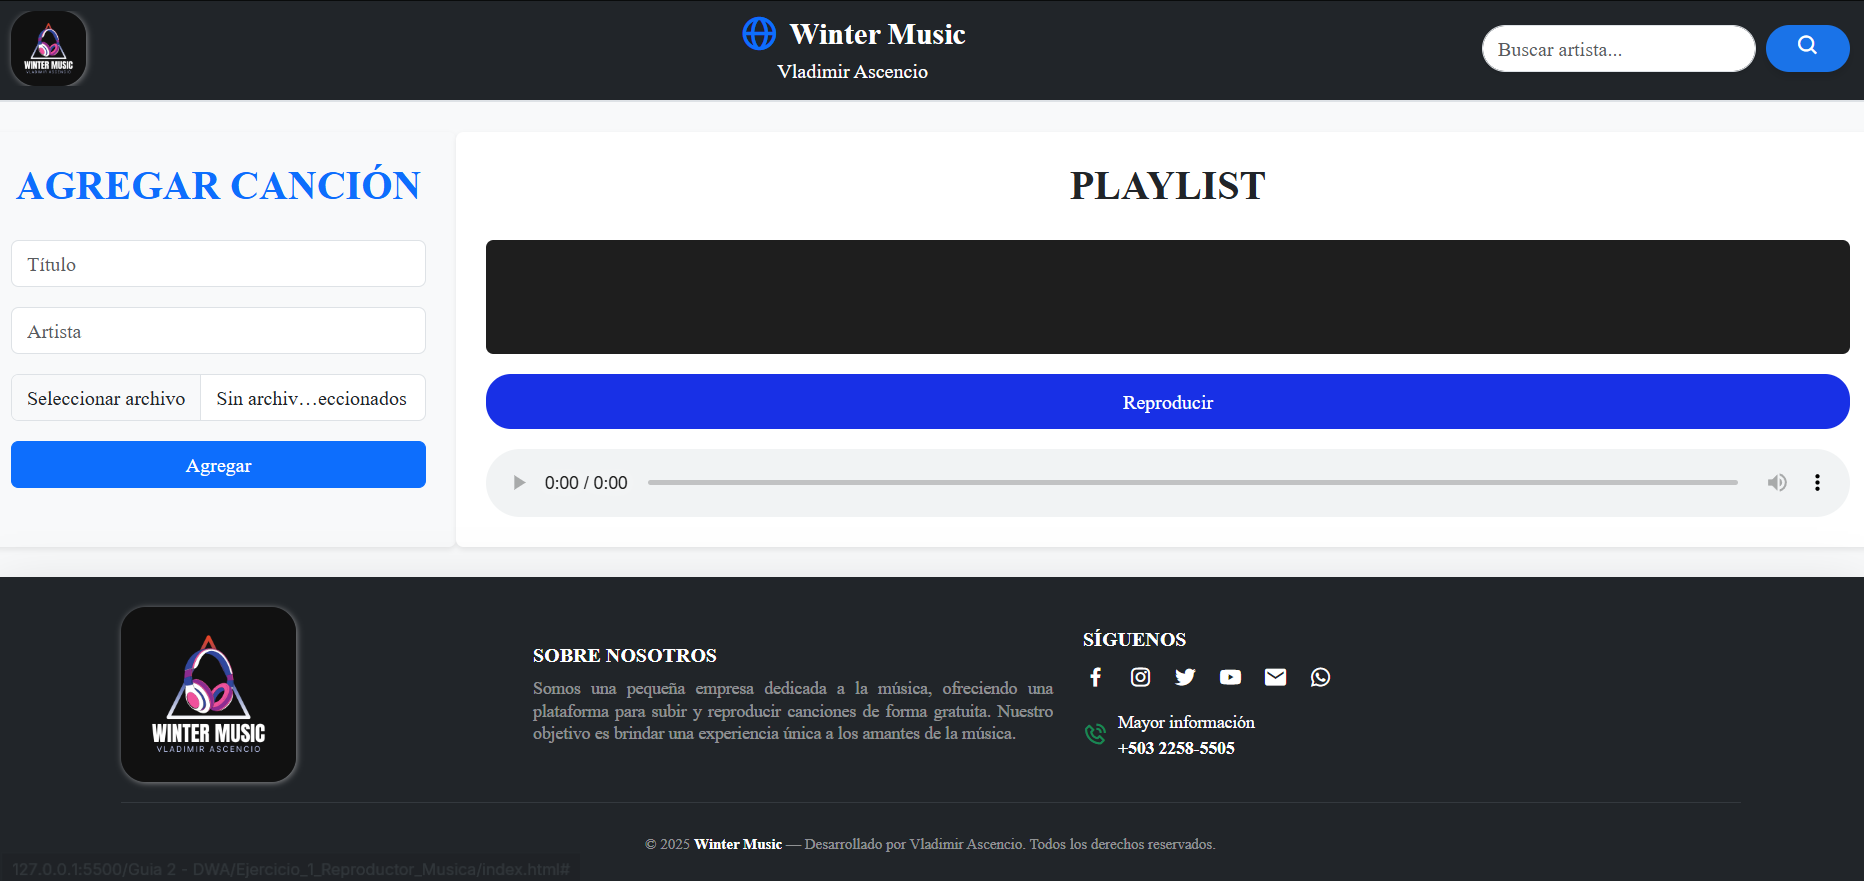 WINTER MUSIC
VLADIMIR ASCENCIO
Winter Music
Vladimir Ascencio
Buscar artista...
AGREGAR CANCIÓN
Título
Artista
Seleccionar archivo
Sin archiv…eccionados
Agregar
PLAYLIST
Reproducir
0:00 / 0:00
WINTER MUSIC
VLADIMIR ASCENCIO
SOBRE NOSOTROS
Somos una pequeña empresa dedicada a la música, ofreciendo una
plataforma para subir y reproducir canciones de forma gratuita. Nuestro
objetivo es brindar una experiencia única a los amantes de la música.
SÍGUENOS
Mayor información
+503 2258-5505
© 2025 Winter Music — Desarrollado por Vladimir Ascencio. Todos los derechos reservados.
127.0.0.1:5500/Guia 2 - DWA/Ejercicio_1_Reproductor_Musica/index.html#